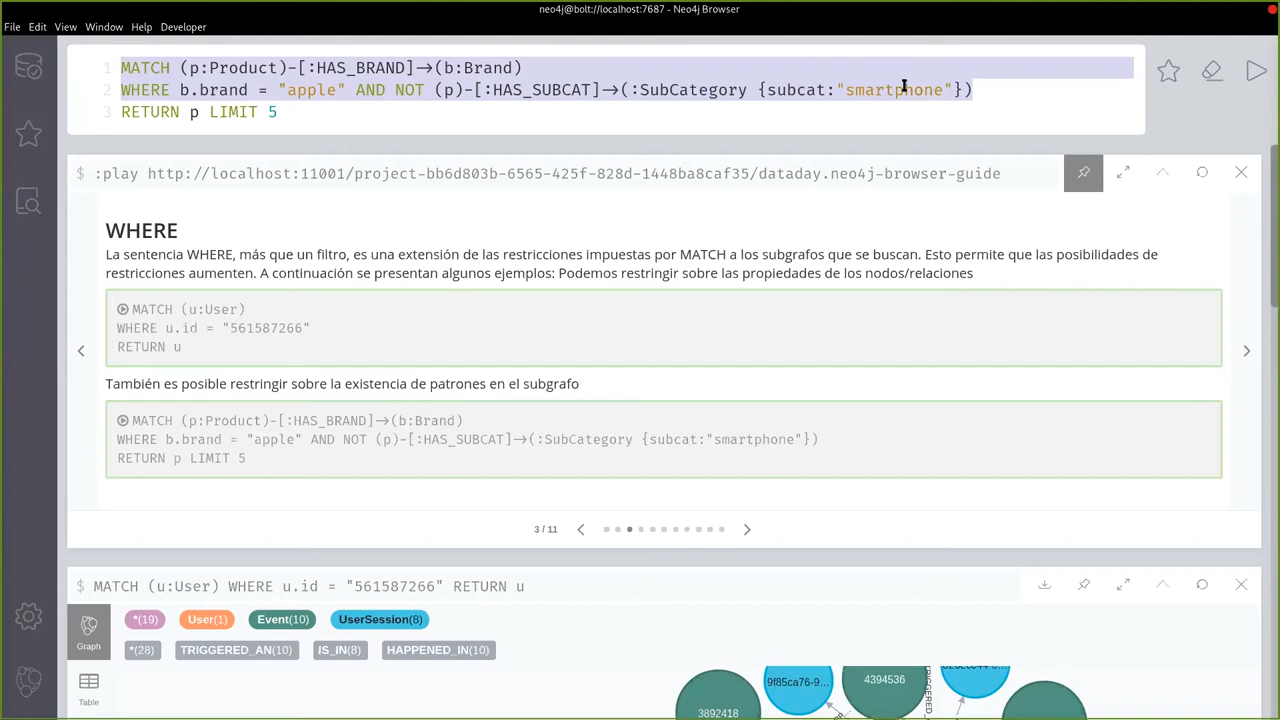 neo4j@bolt://localhost:7687 - Neo4j Browser
File Edit View Window Help Developer
1 MATCH (p:Product)-[:HAS_BRAND]→(b:Brand)
2 WHERE b.brand = "apple" AND NOT (p)-[:HAS_SUBCAT]→(:SubCategory {subcat:"smartphone"})
3 RETURN p LIMIT 5
$ :play http://localhost:11001/project-bb6d803b-6565-425f-828d-1448ba8caf35/dataday.neo4j-browser-guide
WHERE
La sentencia WHERE, más que un filtro, es una extensión de las restricciones impuestas por MATCH a los subgrafos que se buscan. Esto permite que las posibilidades de
restricciones aumenten. A continuación se presentan algunos ejemplos: Podemos restringir sobre las propiedades de los nodos/relaciones
MATCH (u:User)
WHERE u.id = "561587266"
RETURN u
También es posible restringir sobre la existencia de patrones en el subgrafo
MATCH (p:Product)-[:HAS_BRAND]→(b:Brand)
WHERE b.brand = "apple" AND NOT (p)-[:HAS_SUBCAT]→(:SubCategory {subcat:"smartphone"})
RETURN p LIMIT 5
3 / 11
$ MATCH (u:User) WHERE u.id = "561587266" RETURN u
Graph
*(19) User(1) Event(10) UserSession(8)
*(28) TRIGGERED_AN(10) IS_IN(8) HAPPENED_IN(10)
Table
9f85ca76-9...
4394536
3892418